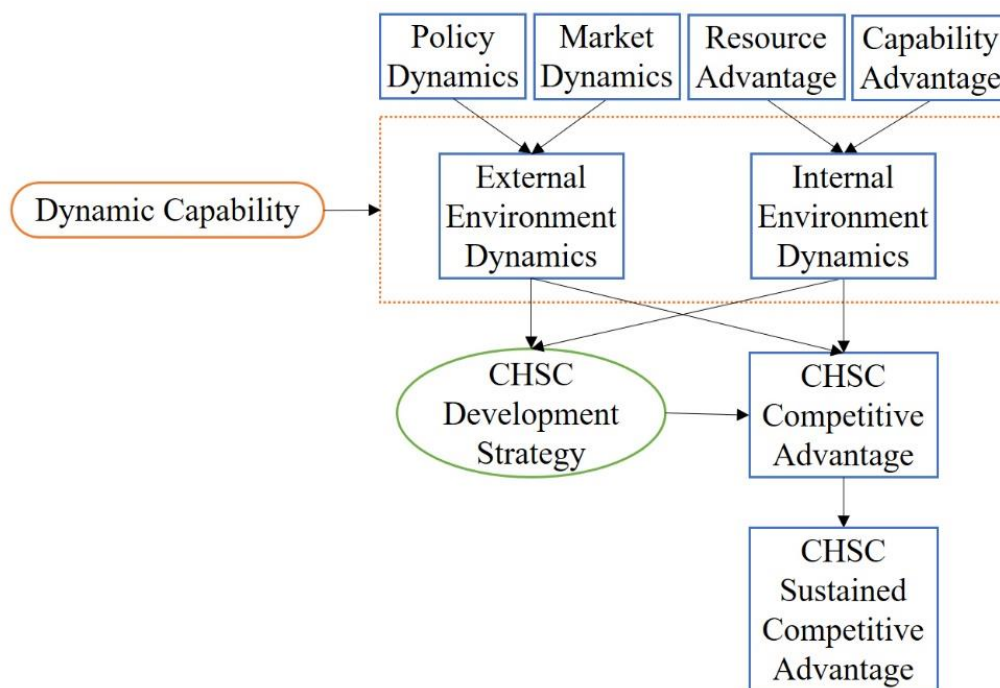 Policy
Dynamics
Market
Dynamics
Resource
Advantage
Capability
Advantage
Dynamic Capability
External
Environment
Dynamics
Internal
Environment
Dynamics
CHSC
Development
Strategy
CHSC
Competitive
Advantage
CHSC
Sustained
Competitive
Advantage